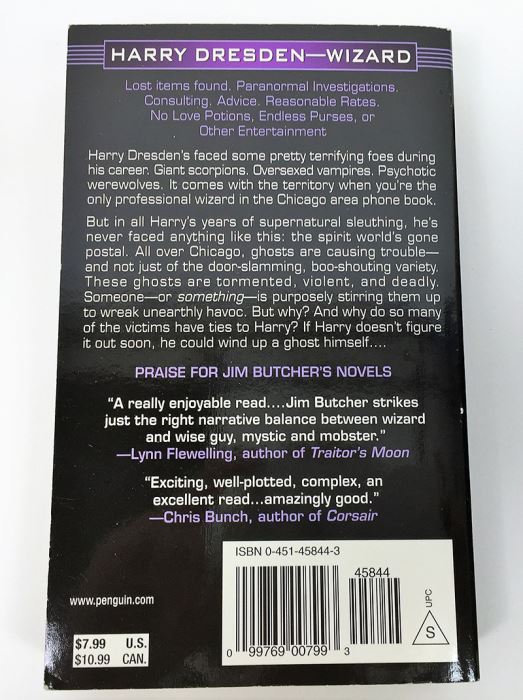 HARRY DRESDEN—WIZARD
Lost items found. Paranormal Investigations.
Consulting. Advice. Reasonable Rates.
No Love Potions, Endless Purses, or
Other Entertainment
Harry Dresden's faced some pretty terrifying foes during
his career. Giant scorpions. Oversexed vampires. Psychotic
werewolves. It comes with the territory when you're the
only professional wizard in the Chicago area phone book.
But in all Harry's years of supernatural sleuthing, he's
never faced anything like this: the spirit world's gone
postal. All over Chicago, ghosts are causing trouble—
and not just of the door-slamming, boo-shouting variety.
These ghosts are tormented, violent, and deadly.
Someone—or something—is purposely stirring them up
to wreak unearthly havoc. But why? And why do so many
of the victims have ties to Harry? If Harry doesn't figure
it out soon, he could wind up a ghost himself....
PRAISE FOR JIM BUTCHER'S NOVELS
"A really enjoyable read....Jim Butcher strikes
just the right narrative balance between wizard
and wise guy, mystic and mobster."
—Lynn Flewelling, author of Traitor's Moon
"Exciting, well-plotted, complex, an
excellent read...amazingly good."
—Chris Bunch, author of Corsair
ISBN 0-451-45844-3
45844
UPC
S
www.penguin.com
$7.99 U.S.
$10.99 CAN.
0 99769 00799 3